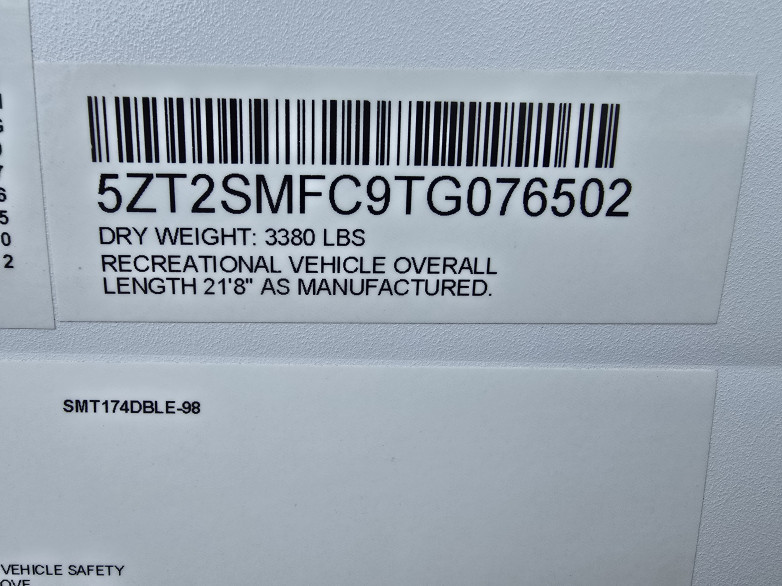 5ZT2SMFC9TG076502
DRY WEIGHT: 3380 LBS
RECREATIONAL VEHICLE OVERALL
LENGTH 21'8" AS MANUFACTURED.
SMT174DBLE-98
VEHICLE SAFETY